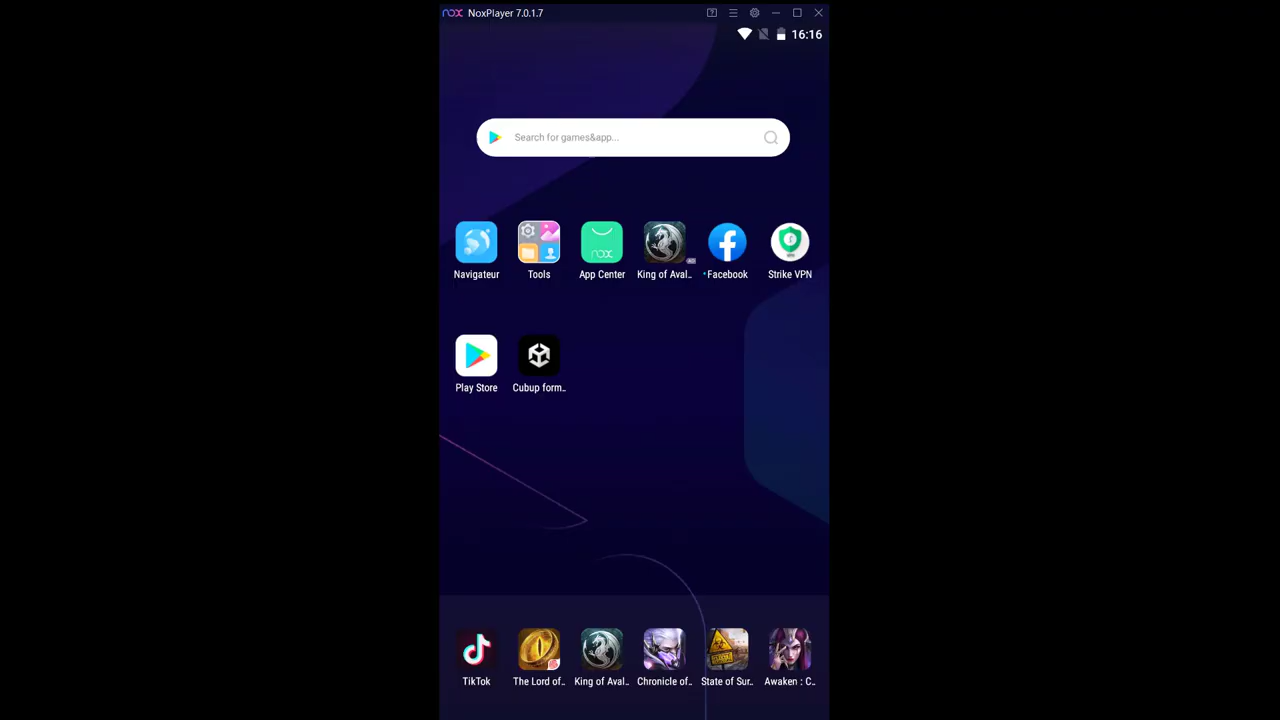 nox NoxPlayer 7.0.1.7
16:16
Search for games&app...
Navigateur Tools App Center King of Aval.. Facebook Strike VPN
nox
Play Store Cubup form..
TikTok The Lord of.. King of Aval.. Chronicle of.. State of Sur.. Awaken : C..